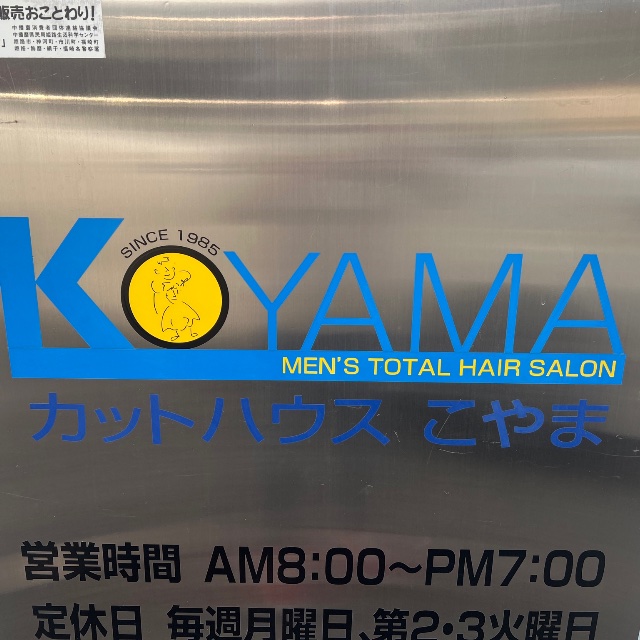 販売おことわり!
SINCE 1985
KOYAMA
MEN'S TOTAL HAIR SALON
カットハウス こやま
営業時間 AM8:00〜PM7:00
定休日 毎週月曜日、第2・3火曜日